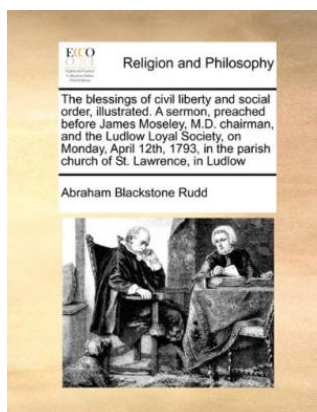 ECCO
Religion and Philosophy
The blessings of civil liberty and social
order, illustrated. A sermon, preached
before James Moseley, M.D. chairman,
and the Ludlow Loyal Society, on
Monday, April 12th, 1793, in the parish
church of St. Lawrence, in Ludlow
Abraham Blackstone Rudd